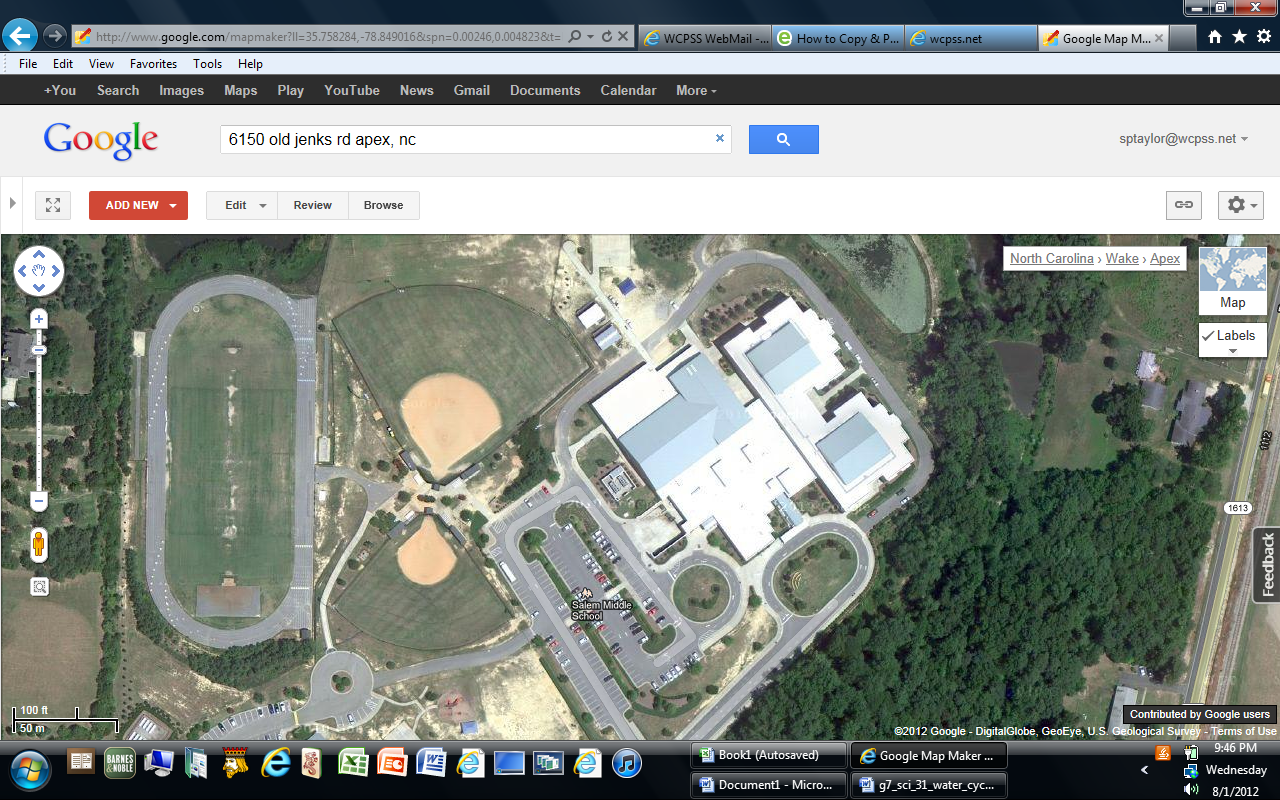 http://www.google.com/mapmaker?ll=35.758284,-78.849016&spn=0.00246,0.004823&t=
WCPSS WebMail -...
How to Copy & P...
wcpss.net
Google Map M...
File Edit View Favorites Tools Help
+You Search Images Maps Play YouTube News Gmail Documents Calendar More
Google
6150 old jenks rd apex, nc
sptaylor@wcpss.net
ADD NEW
Edit
Review
Browse
North Carolina › Wake › Apex
Map
Labels
1012
1613
Feedback
Salem Middle
School
100 ft
50 m
Contributed by Google users
©2012 Google - DigitalGlobe, GeoEye, U.S. Geological Survey - Terms of Use
BARNES
&NOBLE
Book1 (Autosaved)
Google Map Maker ...
Document1 - Micro...
g7_sci_31_water_cyc...
9:46 PM
Wednesday
8/1/2012